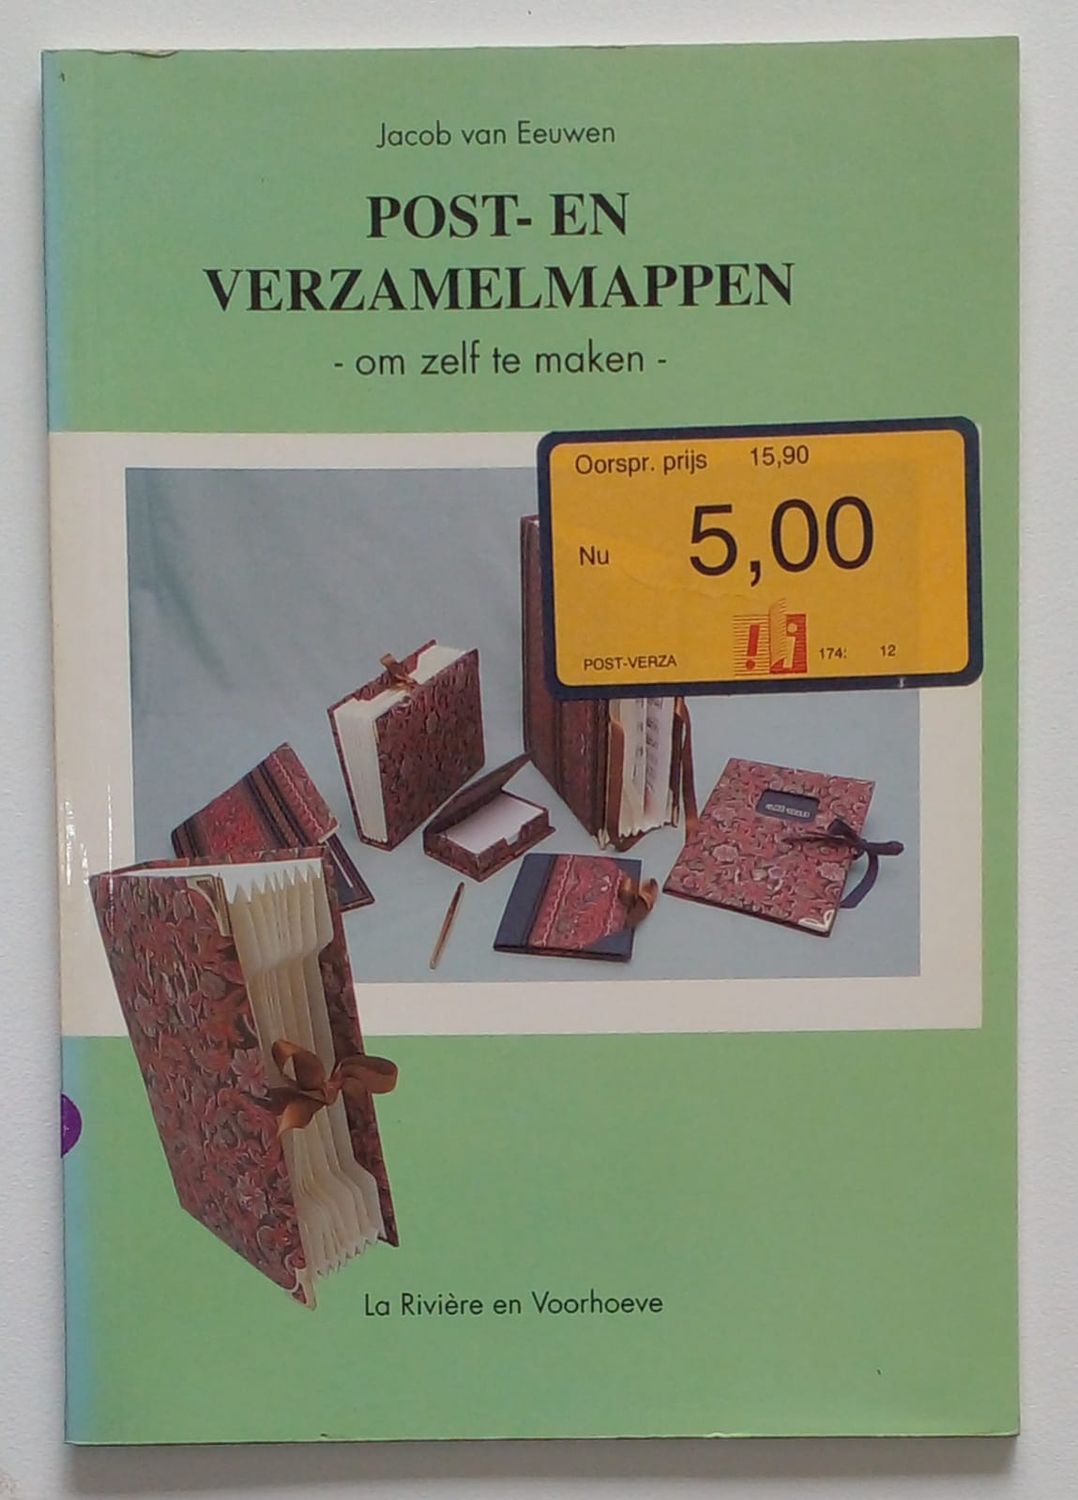 Jacob van Eeuwen
POST- EN
VERZAMELMAPPEN
- om zelf te maken -
Oorspr. prijs 15,90
Nu 5,00
POST-VERZA 174: 12
La Rivière en Voorhoeve